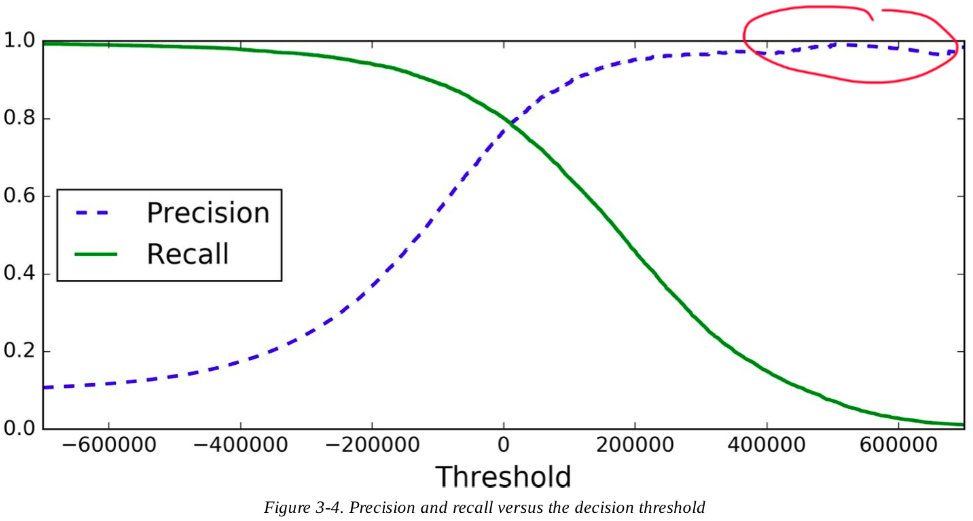 1.0
0.8
0.6
0.4
0.2
0.0
Precision
Recall
−600000 −400000 −200000 0 200000 400000 600000
Threshold
Figure 3-4. Precision and recall versus the decision threshold